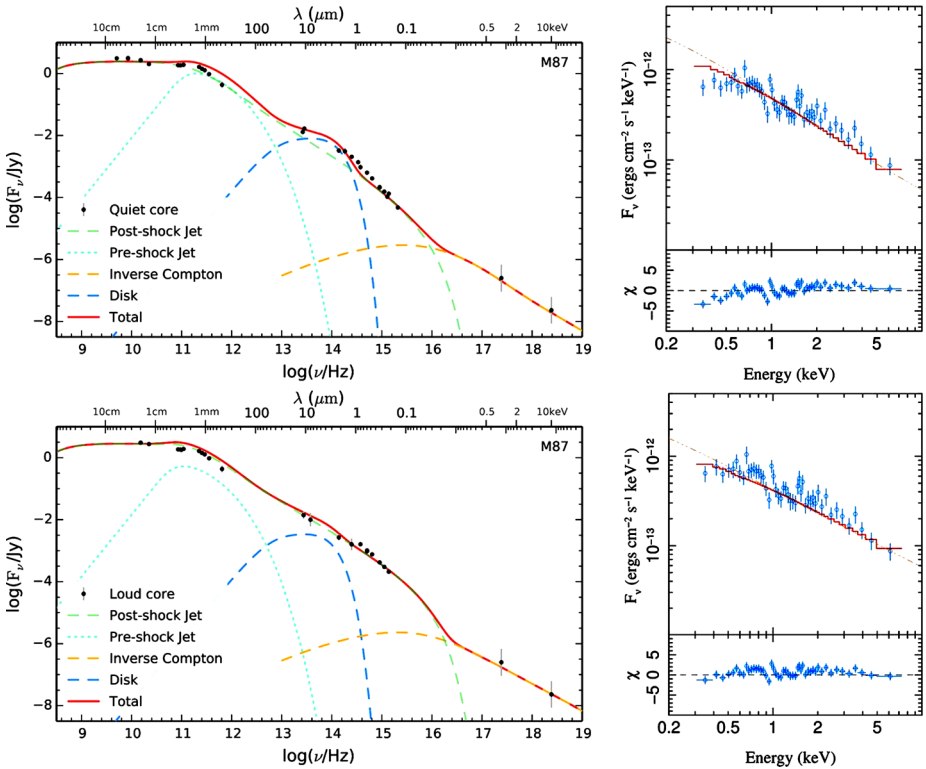 λ (μm)
10cm 1cm 1mm 100 10 1 0.1 0.5 2 10keV
M87
0
−2
−4
−6
−8
log(Fν/Jy)
Quiet core
Post-shock Jet
Pre-shock Jet
Inverse Compton
Disk
Total
9 10 11 12 13 14 15 16 17 18 19
log(ν/Hz)
10−12
10−13
Fν (ergs cm−2 s−1 keV−1)
5
0
−5
χ
0.2 0.5 1 2 5
Energy (keV)
λ (μm)
10cm 1cm 1mm 100 10 1 0.1 0.5 2 10keV
M87
0
−2
−4
−6
−8
log(Fν/Jy)
Loud core
Post-shock Jet
Pre-shock Jet
Inverse Compton
Disk
Total
9 10 11 12 13 14 15 16 17 18 19
log(ν/Hz)
10−12
10−13
Fν (ergs cm−2 s−1 keV−1)
5
0
−5
χ
0.2 0.5 1 2 5
Energy (keV)